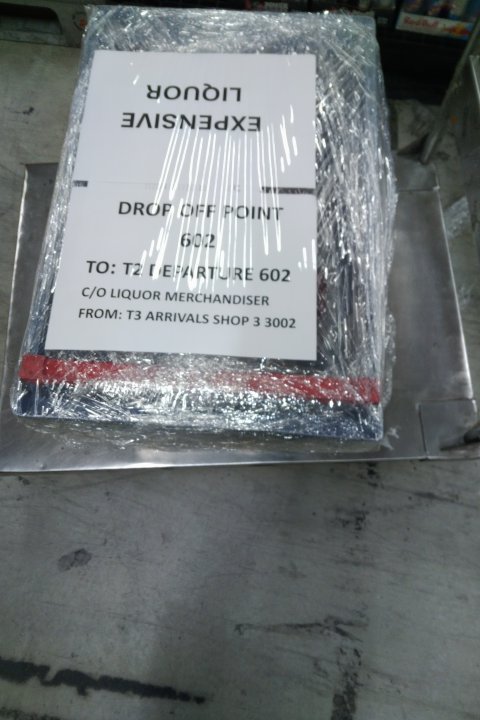 EXPENSIVE
LIQUOR
DROP OFF POINT
602
TO: T2 DEPARTURE 602
C/O LIQUOR MERCHANDISER
FROM: T3 ARRIVALS SHOP 3 3002